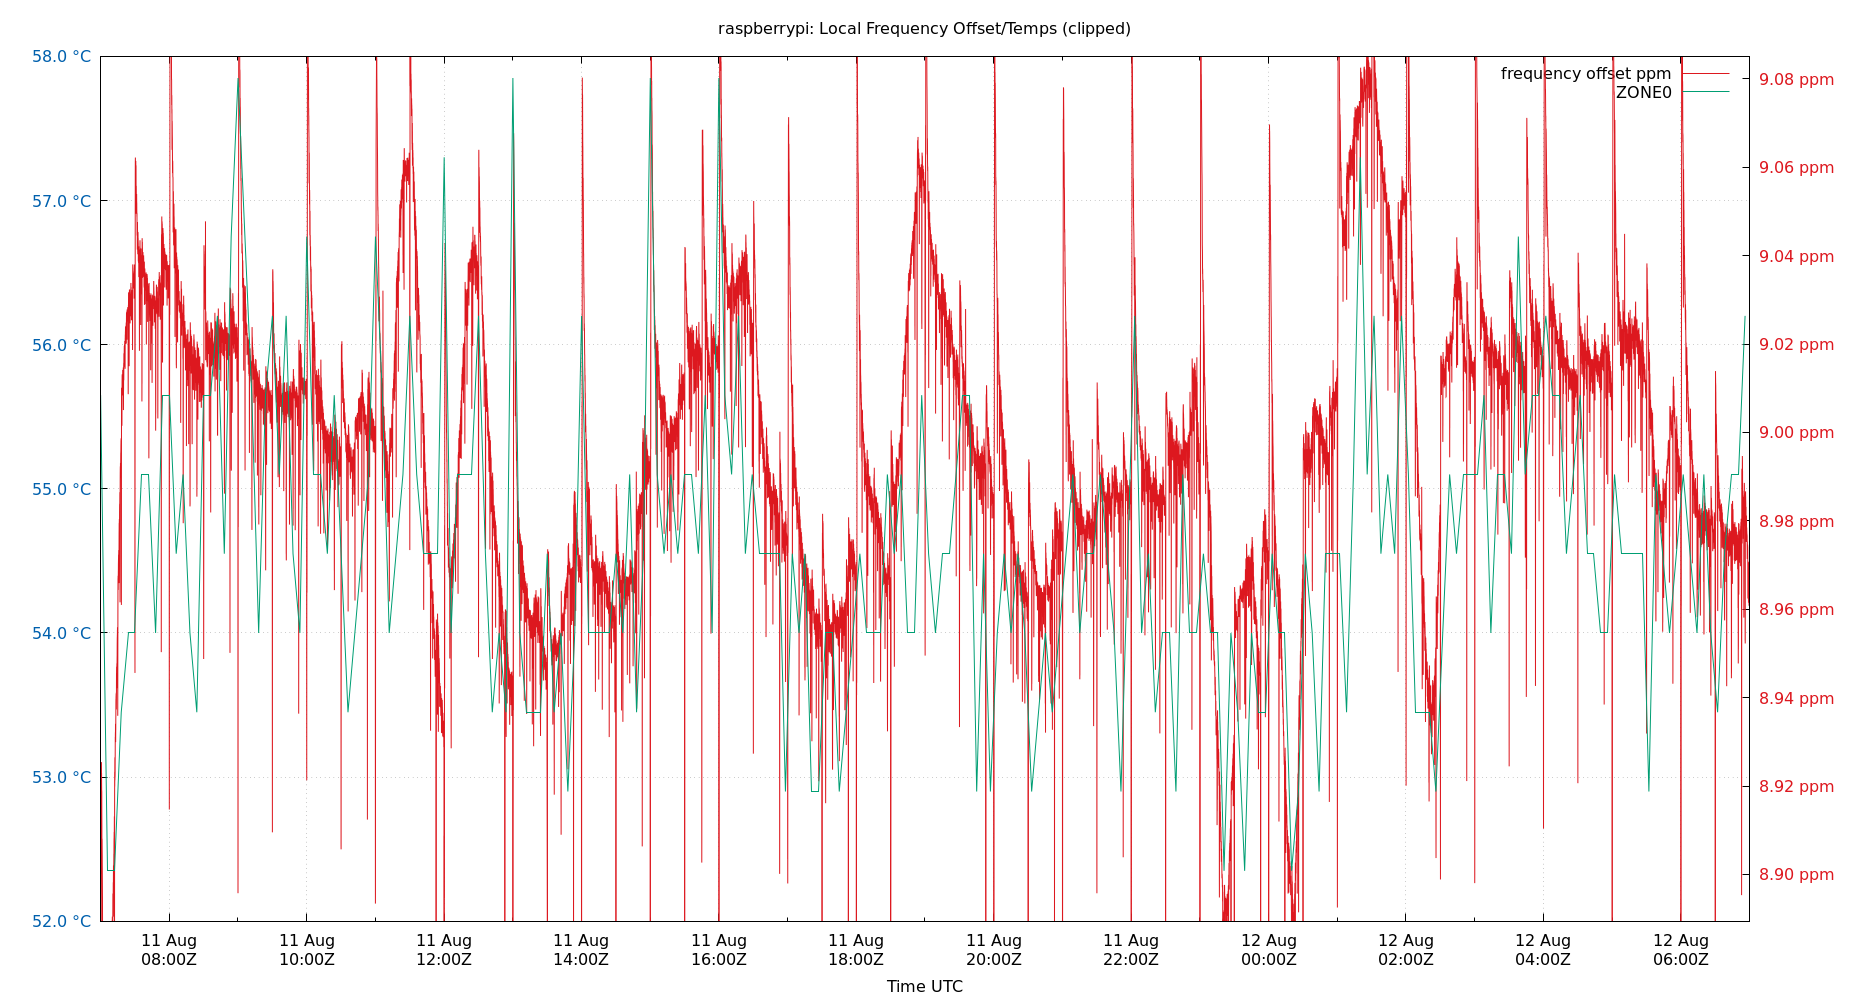 raspberrypi: Local Frequency Offset/Temps (clipped)
frequency offset ppm
ZONE0
58.0 °C
57.0 °C
56.0 °C
55.0 °C
54.0 °C
53.0 °C
52.0 °C
9.08 ppm
9.06 ppm
9.04 ppm
9.02 ppm
9.00 ppm
8.98 ppm
8.96 ppm
8.94 ppm
8.92 ppm
8.90 ppm
11 Aug
08:00Z
11 Aug
10:00Z
11 Aug
12:00Z
11 Aug
14:00Z
11 Aug
16:00Z
11 Aug
18:00Z
11 Aug
20:00Z
11 Aug
22:00Z
12 Aug
00:00Z
12 Aug
02:00Z
12 Aug
04:00Z
12 Aug
06:00Z
Time UTC